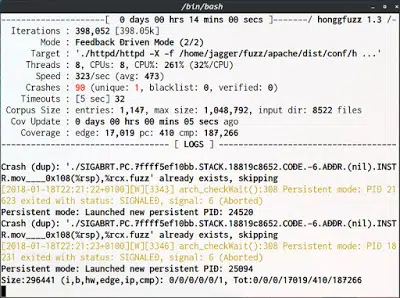 /bin/bash
------------------------[ 0 days 00 hrs 14 mins 00 secs ]----------------------/ honggfuzz 1.3 /-
Iterations : 398,052 [398.05k]
Mode : Feedback Driven Mode (2/2)
Target : './httpd/httpd -X -f /home/jagger/fuzz/apache/dist/conf/h ...'
Threads : 8, CPUs: 8, CPU%: 261% (32%/CPU)
Speed : 323/sec (avg: 473)
Crashes : 90 (unique: 1, blacklist: 0, verified: 0)
Timeouts : [5 sec] 32
Corpus Size : entries: 1,147, max size: 1,048,792, input dir: 8522 files
Cov Update : 0 days 00 hrs 00 mins 05 secs ago
Coverage : edge: 17,019 pc: 410 cmp: 187,266
---------------------------------- [ LOGS ] -----------------------------------
Crash (dup): './SIGABRT.PC.7ffff5ef10bb.STACK.18819c8652.CODE.-6.ADDR.(nil).INST
R.mov____0x108(%rsp),%rcx.fuzz' already exists, skipping
[2018-01-18T22:21:22+0100][W][3343] arch_checkWait():308 Persistent mode: PID 21
623 exited with status: SIGNALED, signal: 6 (Aborted)
Persistent mode: Launched new persistent PID: 24520
Crash (dup): './SIGABRT.PC.7ffff5ef10bb.STACK.18819c8652.CODE.-6.ADDR.(nil).INST
R.mov____0x108(%rsp),%rcx.fuzz' already exists, skipping
[2018-01-18T22:21:23+0100][W][3346] arch_checkWait():308 Persistent mode: PID 18
231 exited with status: SIGNALED, signal: 6 (Aborted)
Persistent mode: Launched new persistent PID: 25094
Size:296441 (i,b,hw,edge,ip,cmp): 0/0/0/0/0/1, Tot:0/0/0/17019/410/187266